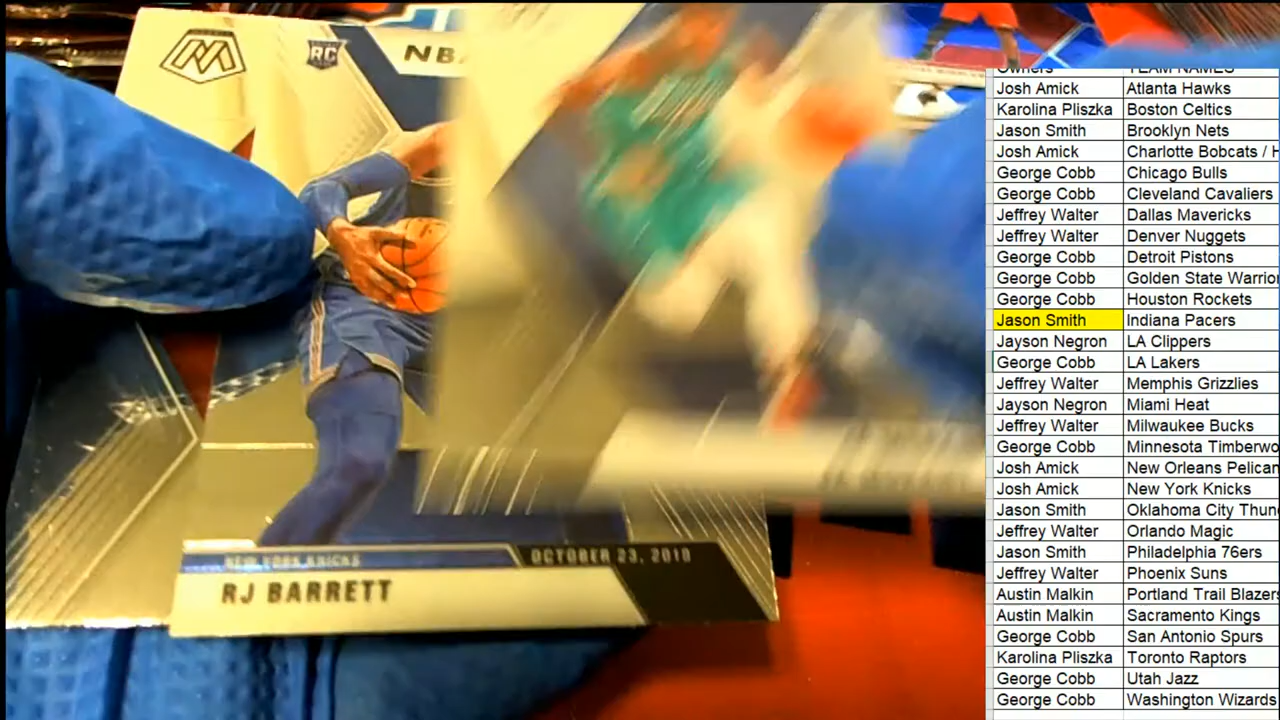 RC
NBA
NEW YORK KNICKS
OCTOBER 23, 2019
RJ BARRETT
Owners TEAM NAMES
Josh Amick Atlanta Hawks
Karolina Pliszka Boston Celtics
Jason Smith Brooklyn Nets
Josh Amick Charlotte Bobcats / H
George Cobb Chicago Bulls
George Cobb Cleveland Cavaliers
Jeffrey Walter Dallas Mavericks
Jeffrey Walter Denver Nuggets
George Cobb Detroit Pistons
George Cobb Golden State Warrior
George Cobb Houston Rockets
Jason Smith Indiana Pacers
Jayson Negron LA Clippers
George Cobb LA Lakers
Jeffrey Walter Memphis Grizzlies
Jayson Negron Miami Heat
Jeffrey Walter Milwaukee Bucks
George Cobb Minnesota Timberwo
Josh Amick New Orleans Pelican
Josh Amick New York Knicks
Jason Smith Oklahoma City Thun
Jeffrey Walter Orlando Magic
Jason Smith Philadelphia 76ers
Jeffrey Walter Phoenix Suns
Austin Malkin Portland Trail Blazers
Austin Malkin Sacramento Kings
George Cobb San Antonio Spurs
Karolina Pliszka Toronto Raptors
George Cobb Utah Jazz
George Cobb Washington Wizards